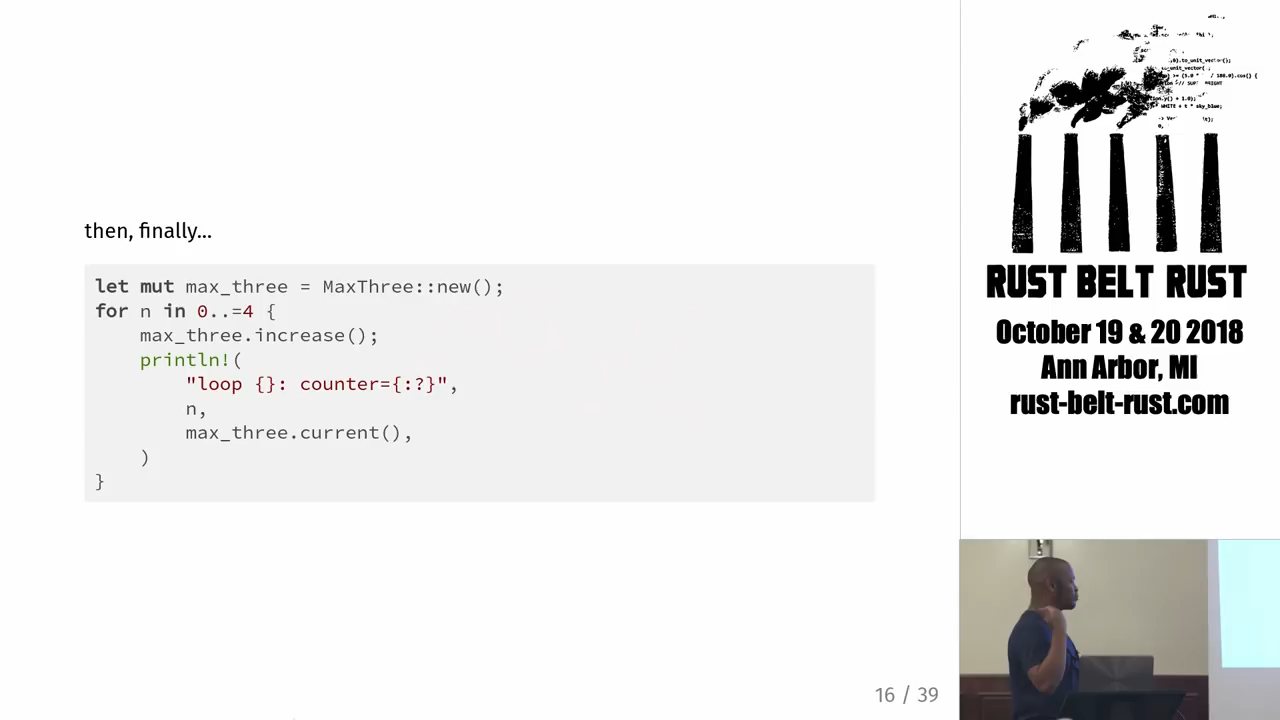 then, finally...
let mut max_three = MaxThree::new();
for n in 0..=4 {
    max_three.increase();
    println!(
        "loop {}: counter={:?}",
        n,
        max_three.current(),
    )
}
16 / 39
RUST BELT RUST
October 19 & 20 2018
Ann Arbor, MI
rust-belt-rust.com